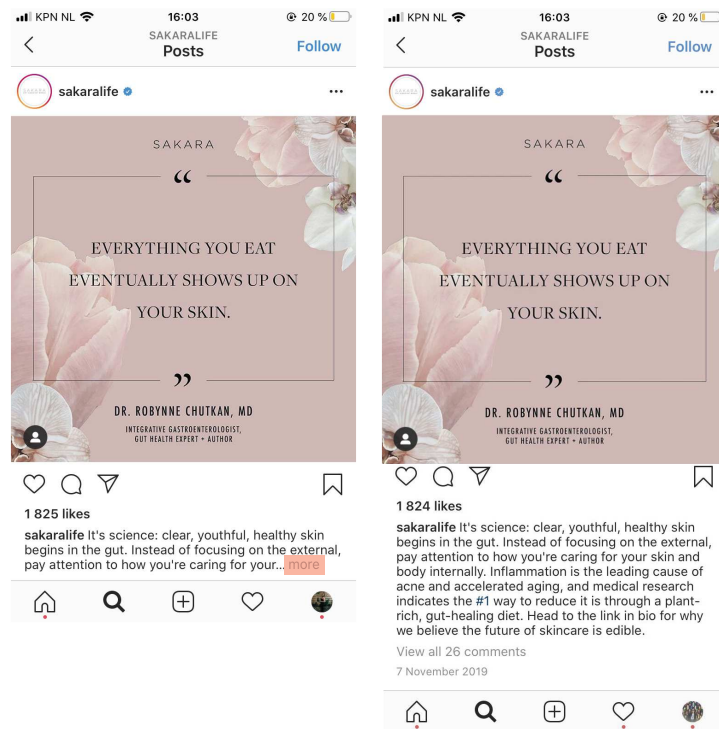 KPN NL 16:03 20 %
SAKARALIFE
Posts
Follow
sakaralife
SAKARA
“
EVERYTHING YOU EAT
EVENTUALLY SHOWS UP ON
YOUR SKIN.
”
DR. ROBYNNE CHUTKAN, MD
INTEGRATIVE GASTROENTEROLOGIST,
GUT HEALTH EXPERT + AUTHOR
1 825 likes
sakaralife It's science: clear, youthful, healthy skin
begins in the gut. Instead of focusing on the external,
pay attention to how you're caring for your... more
KPN NL 16:03 20 %
SAKARALIFE
Posts
Follow
sakaralife
SAKARA
“
EVERYTHING YOU EAT
EVENTUALLY SHOWS UP ON
YOUR SKIN.
”
DR. ROBYNNE CHUTKAN, MD
INTEGRATIVE GASTROENTEROLOGIST,
GUT HEALTH EXPERT + AUTHOR
1 824 likes
sakaralife It's science: clear, youthful, healthy skin
begins in the gut. Instead of focusing on the external,
pay attention to how you're caring for your skin and
body internally. Inflammation is the leading cause of
acne and accelerated aging, and medical research
indicates the #1 way to reduce it is through a plant-
rich, gut-healing diet. Head to the link in bio for why
we believe the future of skincare is edible.
View all 26 comments
7 November 2019